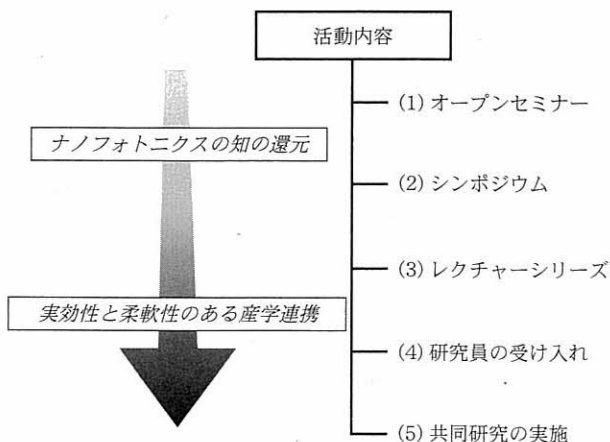 活動内容
(1) オープンセミナー
ナノフォトニクスの知の還元
(2) シンポジウム
(3) レクチャーシリーズ
実効性と柔軟性のある産学連携
(4) 研究員の受け入れ
(5) 共同研究の実施